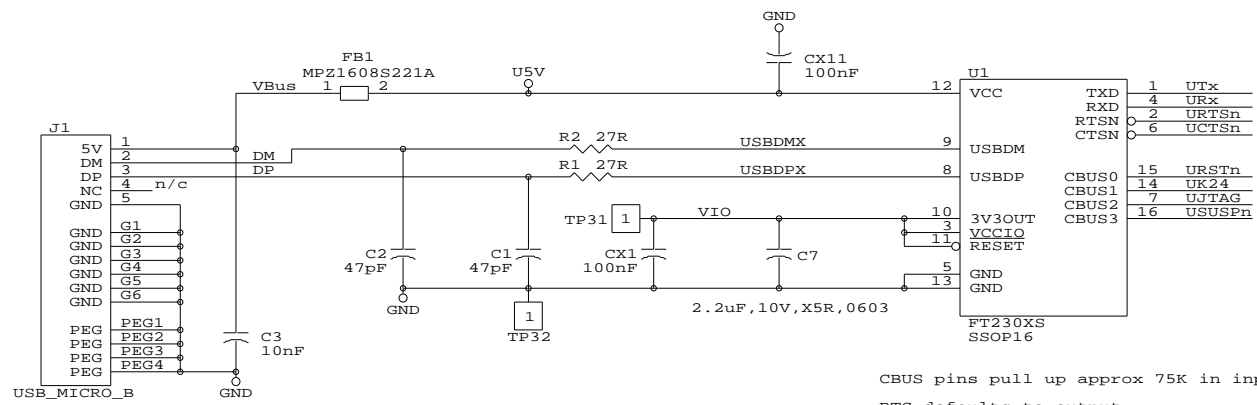 GND
CX11
100nF
FB1
MPZ1608S221A
VBus 1 2
U5V
U1
12 VCC
TXD 1 UTx
RXD 4 URx
RTSN 2 URTSn
CTSN 6 UCTSn
J1
5V 1
DM 2 DM
DP 3 DP
NC 4 n/c
GND 5
R2 27R
USBDMX
9 USBDM
R1 27R
USBDPX
8 USBDP
CBUS0 15 URSTn
CBUS1 14 UK24
CBUS2 7 UJTAG
CBUS3 16 USUSPn
TP31 1
VIO
10 3V3OUT
3 VCCIO
11 RESET
GND G1
GND G2
GND G3
GND G4
GND G5
GND G6
C2
47pF
C1
47pF
CX1
100nF
C7
5 GND
13 GND
GND
1
TP32
2.2uF,10V,X5R,0603
PEG PEG1
PEG PEG2
PEG PEG3
PEG PEG4
C3
10nF
FT230XS
SSOP16
USB_MICRO_B
GND
CBUS pins pull up approx 75K in